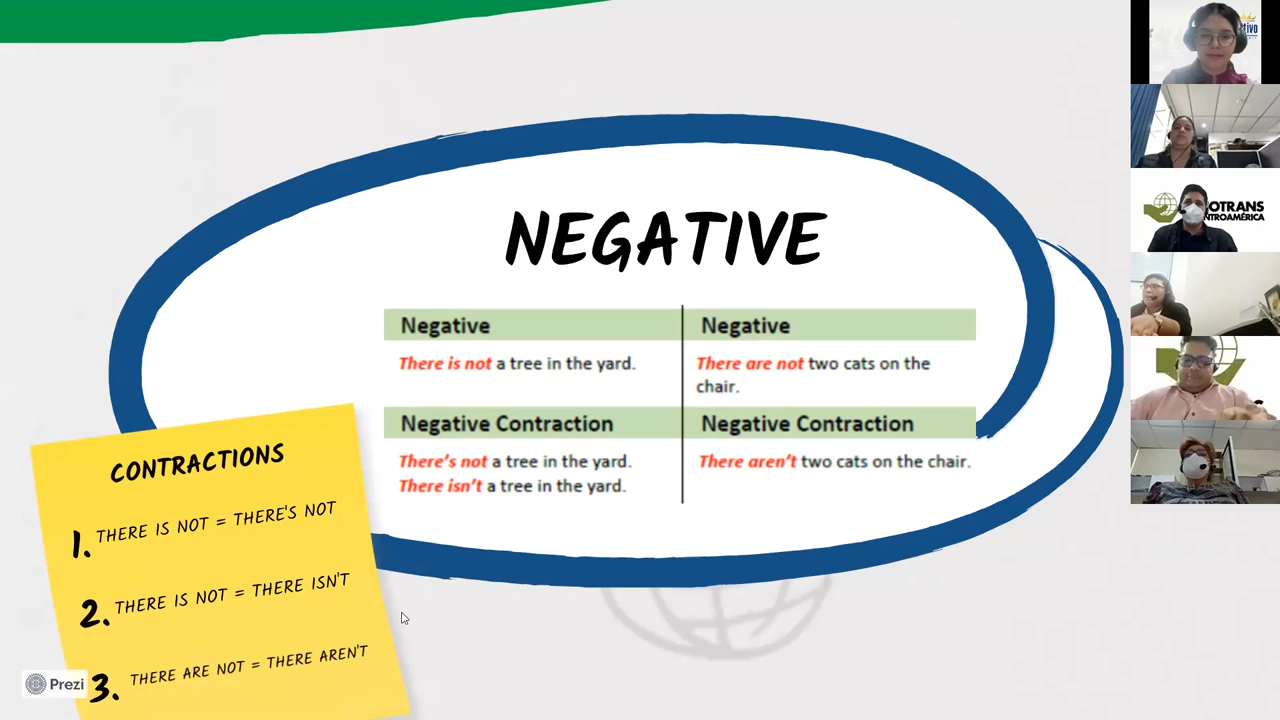 NEGATIVE
Negative
There is not a tree in the yard.
Negative
There are not two cats on the
chair.
Negative Contraction
There's not a tree in the yard.
There isn't a tree in the yard.
Negative Contraction
There aren't two cats on the chair.
CONTRACTIONS
1. THERE IS NOT = THERE'S NOT
2. THERE IS NOT = THERE ISN'T
3. THERE ARE NOT = THERE AREN'T
Prezi